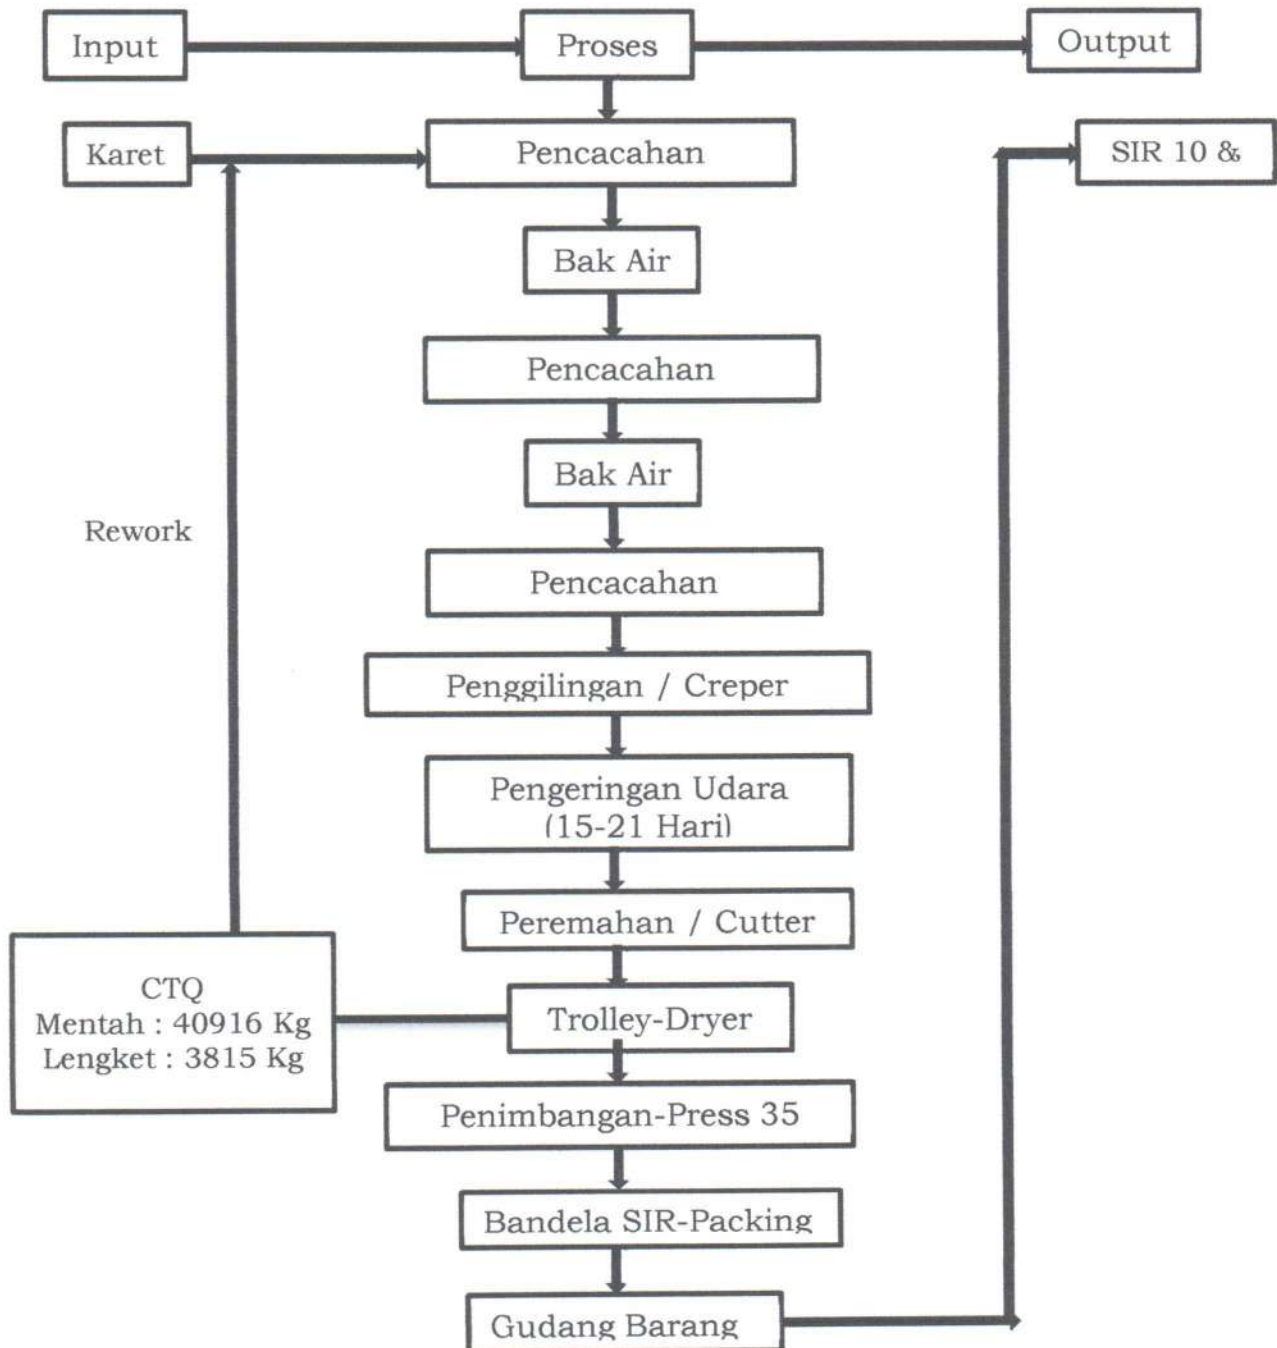 Input
Proses
Output
Karet
Pencacahan
SIR 10 &
Bak Air
Pencacahan
Bak Air
Rework
Pencacahan
Penggilingan / Creper
Pengeringan Udara
(15-21 Hari)
Peremahan / Cutter
CTQ
Mentah : 40916 Kg
Lengket : 3815 Kg
Trolley-Dryer
Penimbangan-Press 35
Bandela SIR-Packing
Gudang Barang